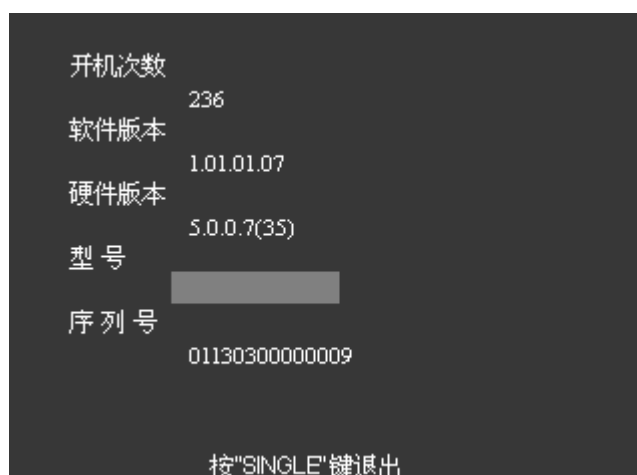 开机次数
236
软件版本
1.01.01.07
硬件版本
5.0.0.7(35)
型 号
序 列 号
01130300000009
按"SINGLE"键退出